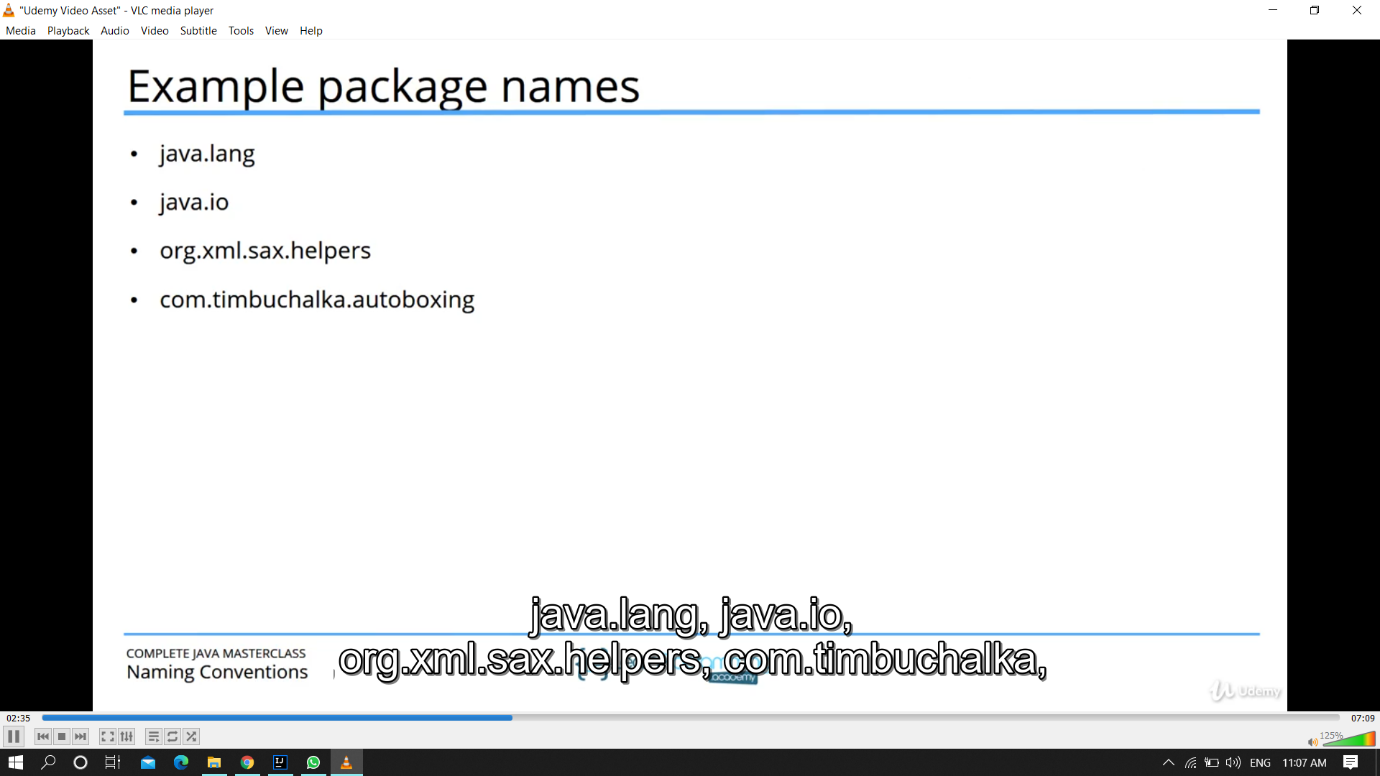 "Udemy Video Asset" - VLC media player
Media Playback Audio Video Subtitle Tools View Help
Example package names
• java.lang
• java.io
• org.xml.sax.helpers
• com.timbuchalka.autoboxing
java.lang, java.io,
org.xml.sax.helpers, com.timbuchalka,
COMPLETE JAVA MASTERCLASS
Naming Conventions
academy
Udemy
02:35
07:09
125%
ENG
11:07 AM